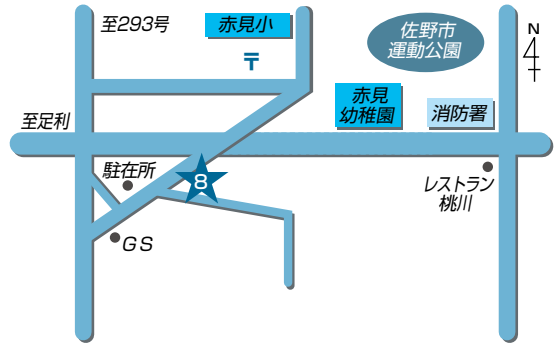 至293号
赤見小
〒
佐野市
運動公園
N
赤見
幼稚園
消防署
至足利
駐在所
8
レストラン
桃川
GS